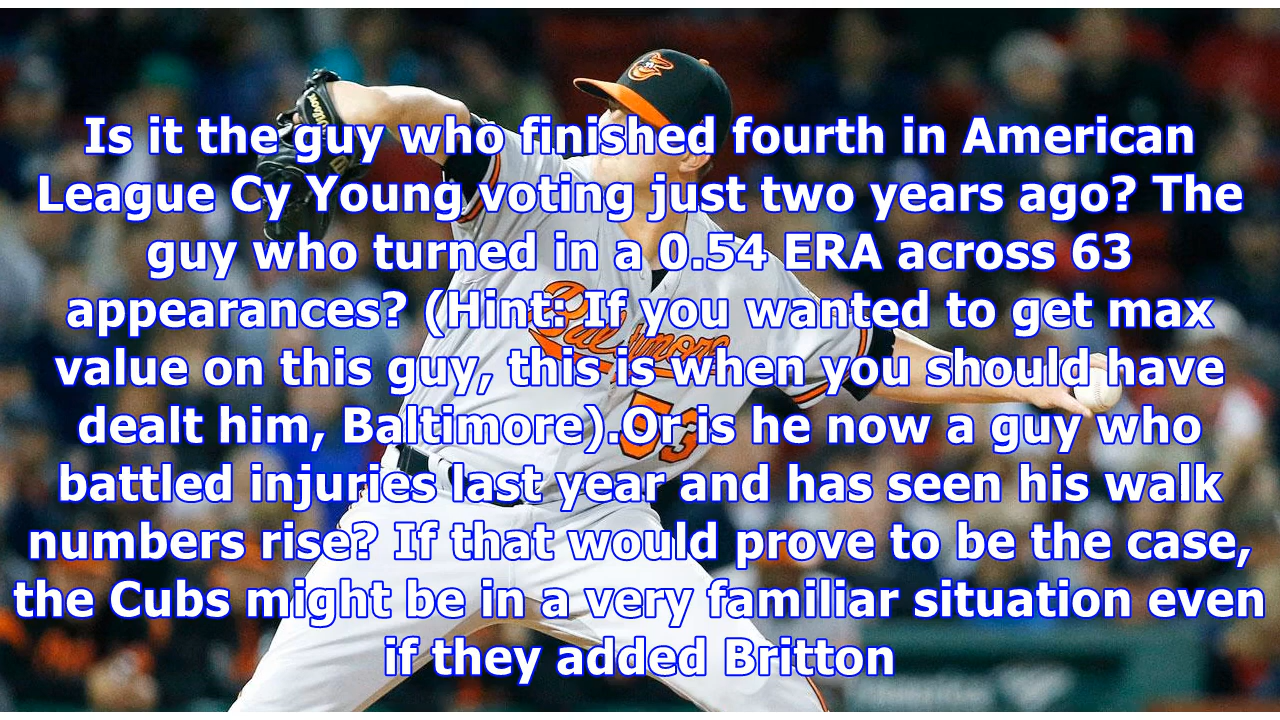 Is it the guy who finished fourth in American
League Cy Young voting just two years ago? The
guy who turned in a 0.54 ERA across 63
appearances? (Hint: If you wanted to get max
value on this guy, this is when you should have
dealt him, Baltimore).Or is he now a guy who
battled injuries last year and has seen his walk
numbers rise? If that would prove to be the case,
the Cubs might be in a very familiar situation even
if they added Britton
Wilson
Baltimore
53